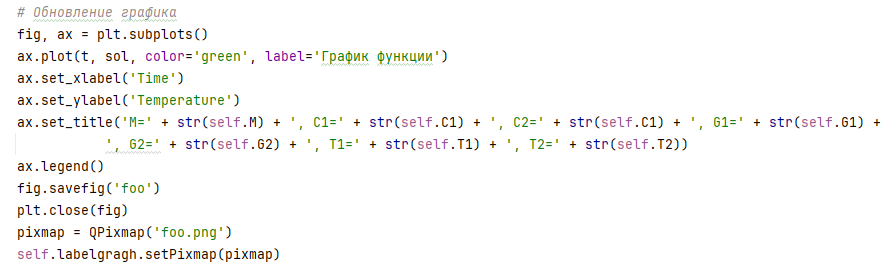 # Обновление графика
fig, ax = plt.subplots()
ax.plot(t, sol, color='green', label='График функции')
ax.set_xlabel('Time')
ax.set_ylabel('Temperature')
ax.set_title('M=' + str(self.M) + ', C1=' + str(self.C1) + ', C2=' + str(self.C1) + ', G1=' + str(self.G1) +
', G2=' + str(self.G2) + ', T1=' + str(self.T1) + ', T2=' + str(self.T2))
ax.legend()
fig.savefig('foo')
plt.close(fig)
pixmap = QPixmap('foo.png')
self.labelgragh.setPixmap(pixmap)